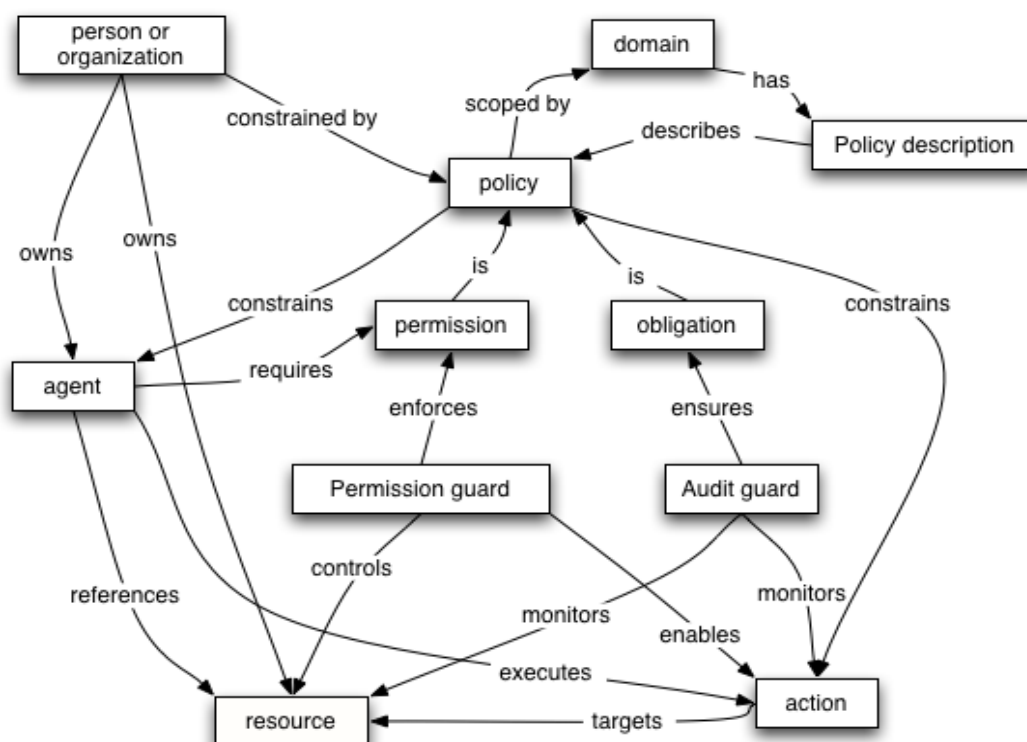 person or
organization
domain
has
scoped by
constrained by
describes
Policy description
policy
owns
owns
is
is
constrains
constrains
permission
obligation
requires
agent
enforces
ensures
Permission guard
Audit guard
controls
references
monitors
monitors
enables
executes
action
resource
targets